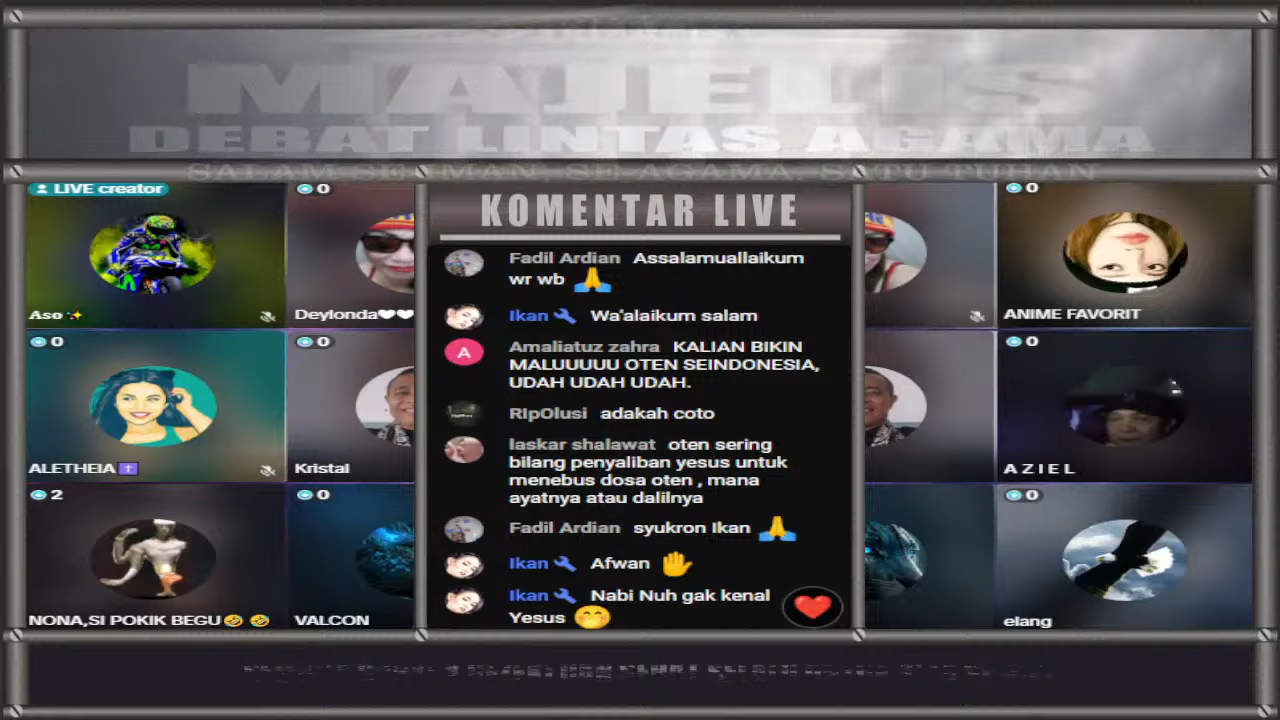 MAJELIS
DEBAT LINTAS AGAMA
SALAM SE-IMAN, SE-AGAMA, SATU TUHAN
LIVE creator
0
0
KOMENTAR LIVE
Aso
Deylonda
ANIME FAVORIT
Fadil Ardian Assalamuallaikum
wr wb 🙏
Ikan 🔧 Wa'alaikum salam
A
Amaliatuz zahra KALIAN BIKIN
MALUUUUU OTEN SEINDONESIA,
UDAH UDAH UDAH.
RIpOlusi adakah coto
laskar shalawat oten sering
bilang penyaliban yesus untuk
menebus dosa oten , mana
ayatnya atau dalilnya
Fadil Ardian syukron Ikan 🙏
Ikan 🔧 Afwan ✋
Ikan 🔧 Nabi Nuh gak kenal
Yesus 🤭
0
0
0
ALETHEIA ✝
Kristal
A Z I E L
2
0
0
NONA,SI POKIK BEGU🤣 🤣
VALCON
elang